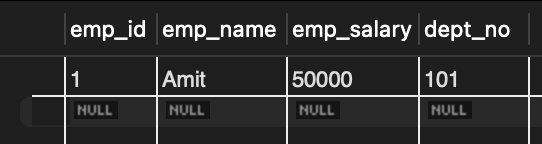 emp_id emp_name emp_salary dept_no
1 Amit 50000 101
NULL NULL NULL NULL